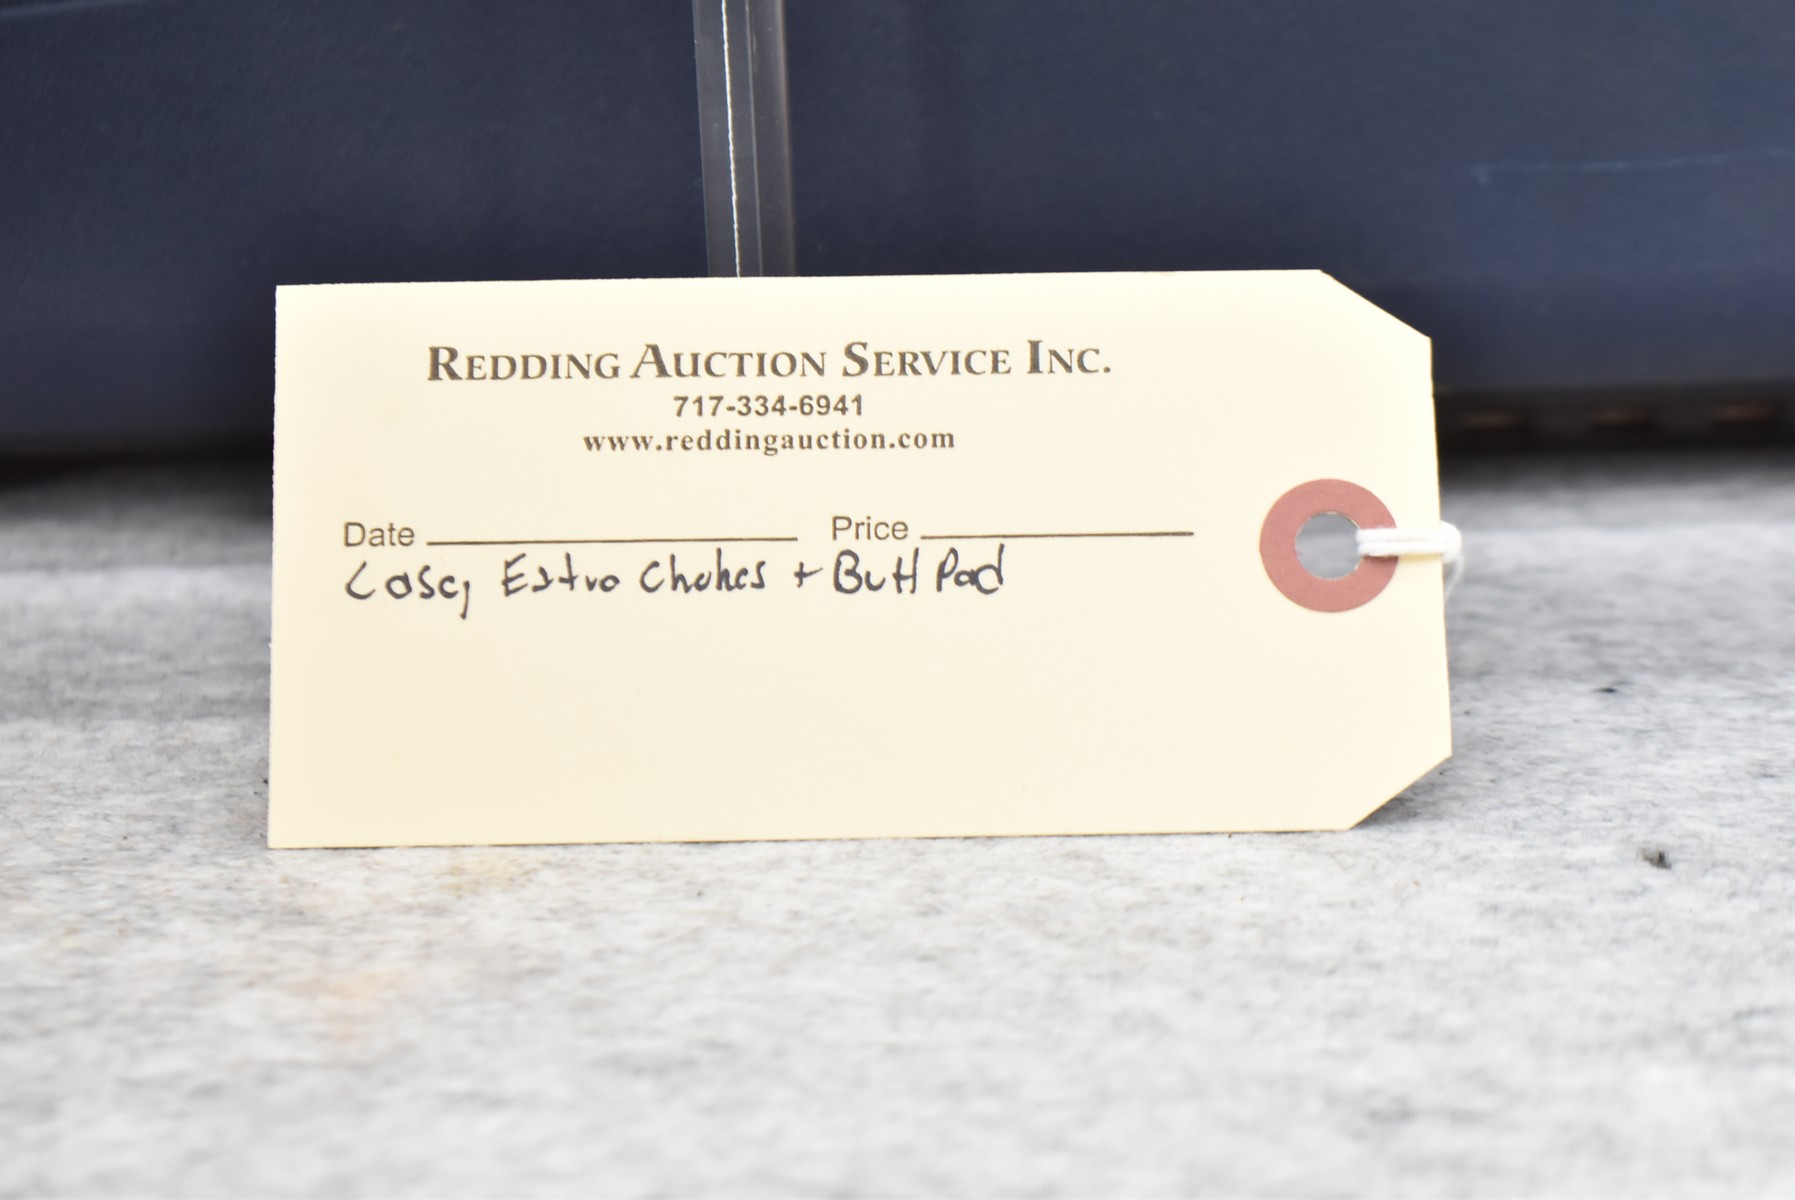 REDDING AUCTION SERVICE INC.
717-334-6941
www.reddingauction.com
Date Price
Case, Extra Chokes + Butt Pad